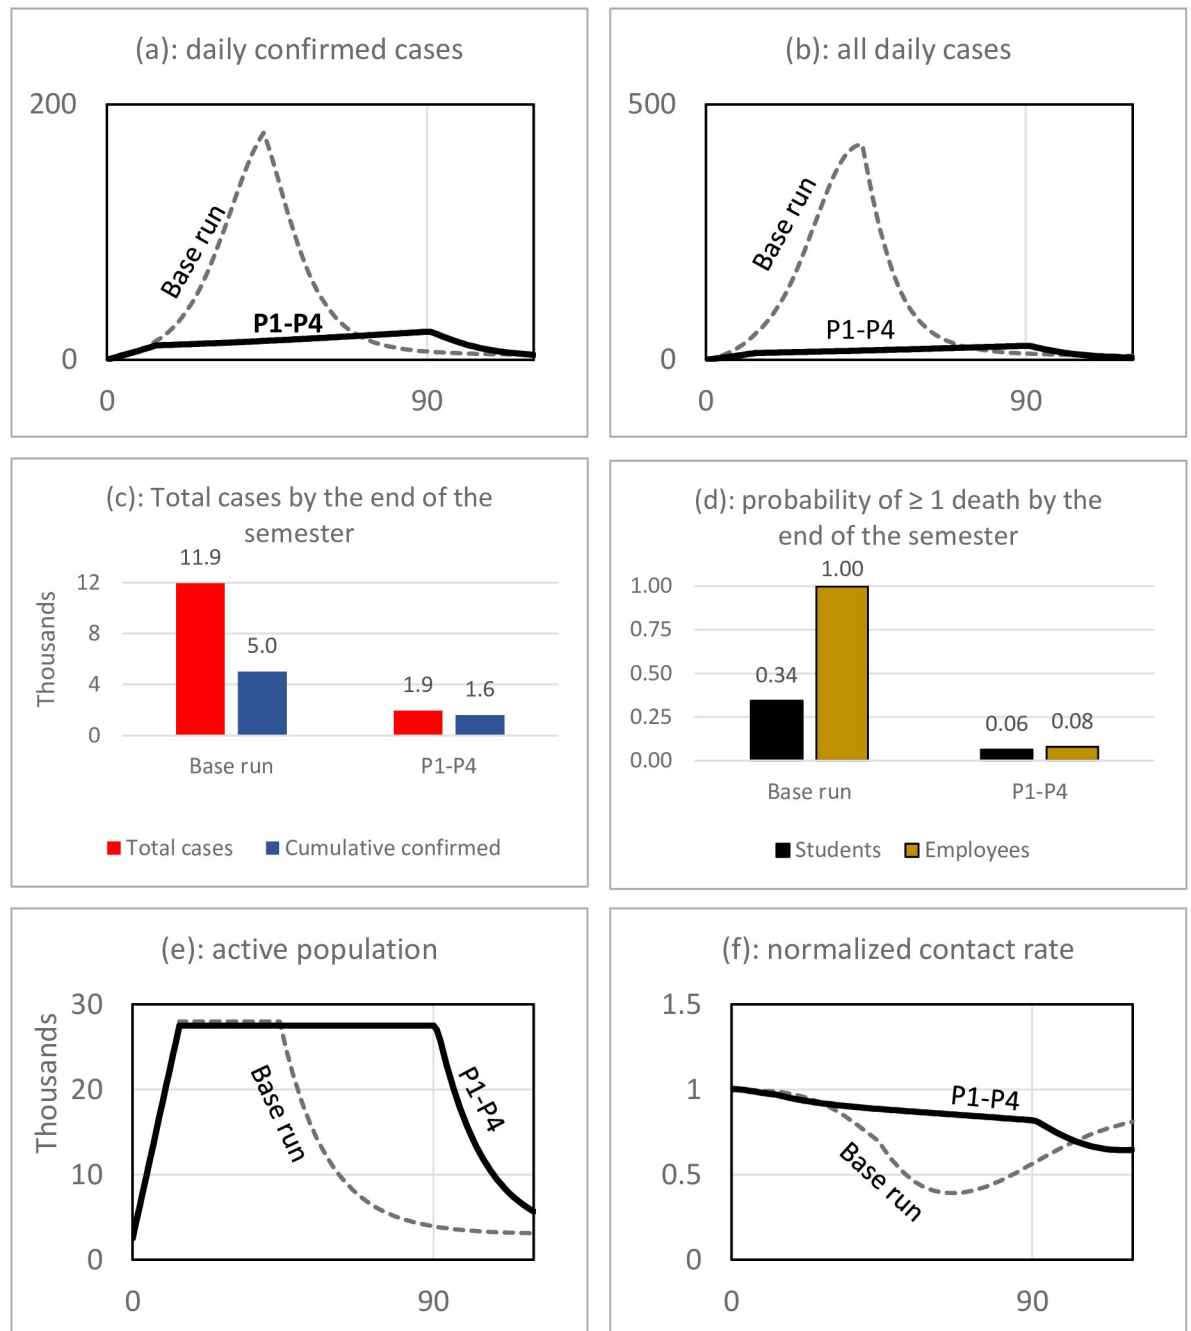 (a): daily confirmed cases
200
0
Base run
P1-P4
0
90
(b): all daily cases
500
0
Base run
P1-P4
0
90
(c): Total cases by the end of the
semester
Thousands
12
8
4
0
11.9
5.0
1.9
1.6
Base run
P1-P4
Total cases
Cumulative confirmed
(d): probability of ≥ 1 death by the
end of the semester
1.00
0.75
0.50
0.25
0.00
0.34
1.00
0.06
0.08
Base run
P1-P4
Students
Employees
(e): active population
Thousands
30
20
10
0
Base run
P1-P4
0
90
(f): normalized contact rate
1.5
1
0.5
0
P1-P4
Base run
0
90